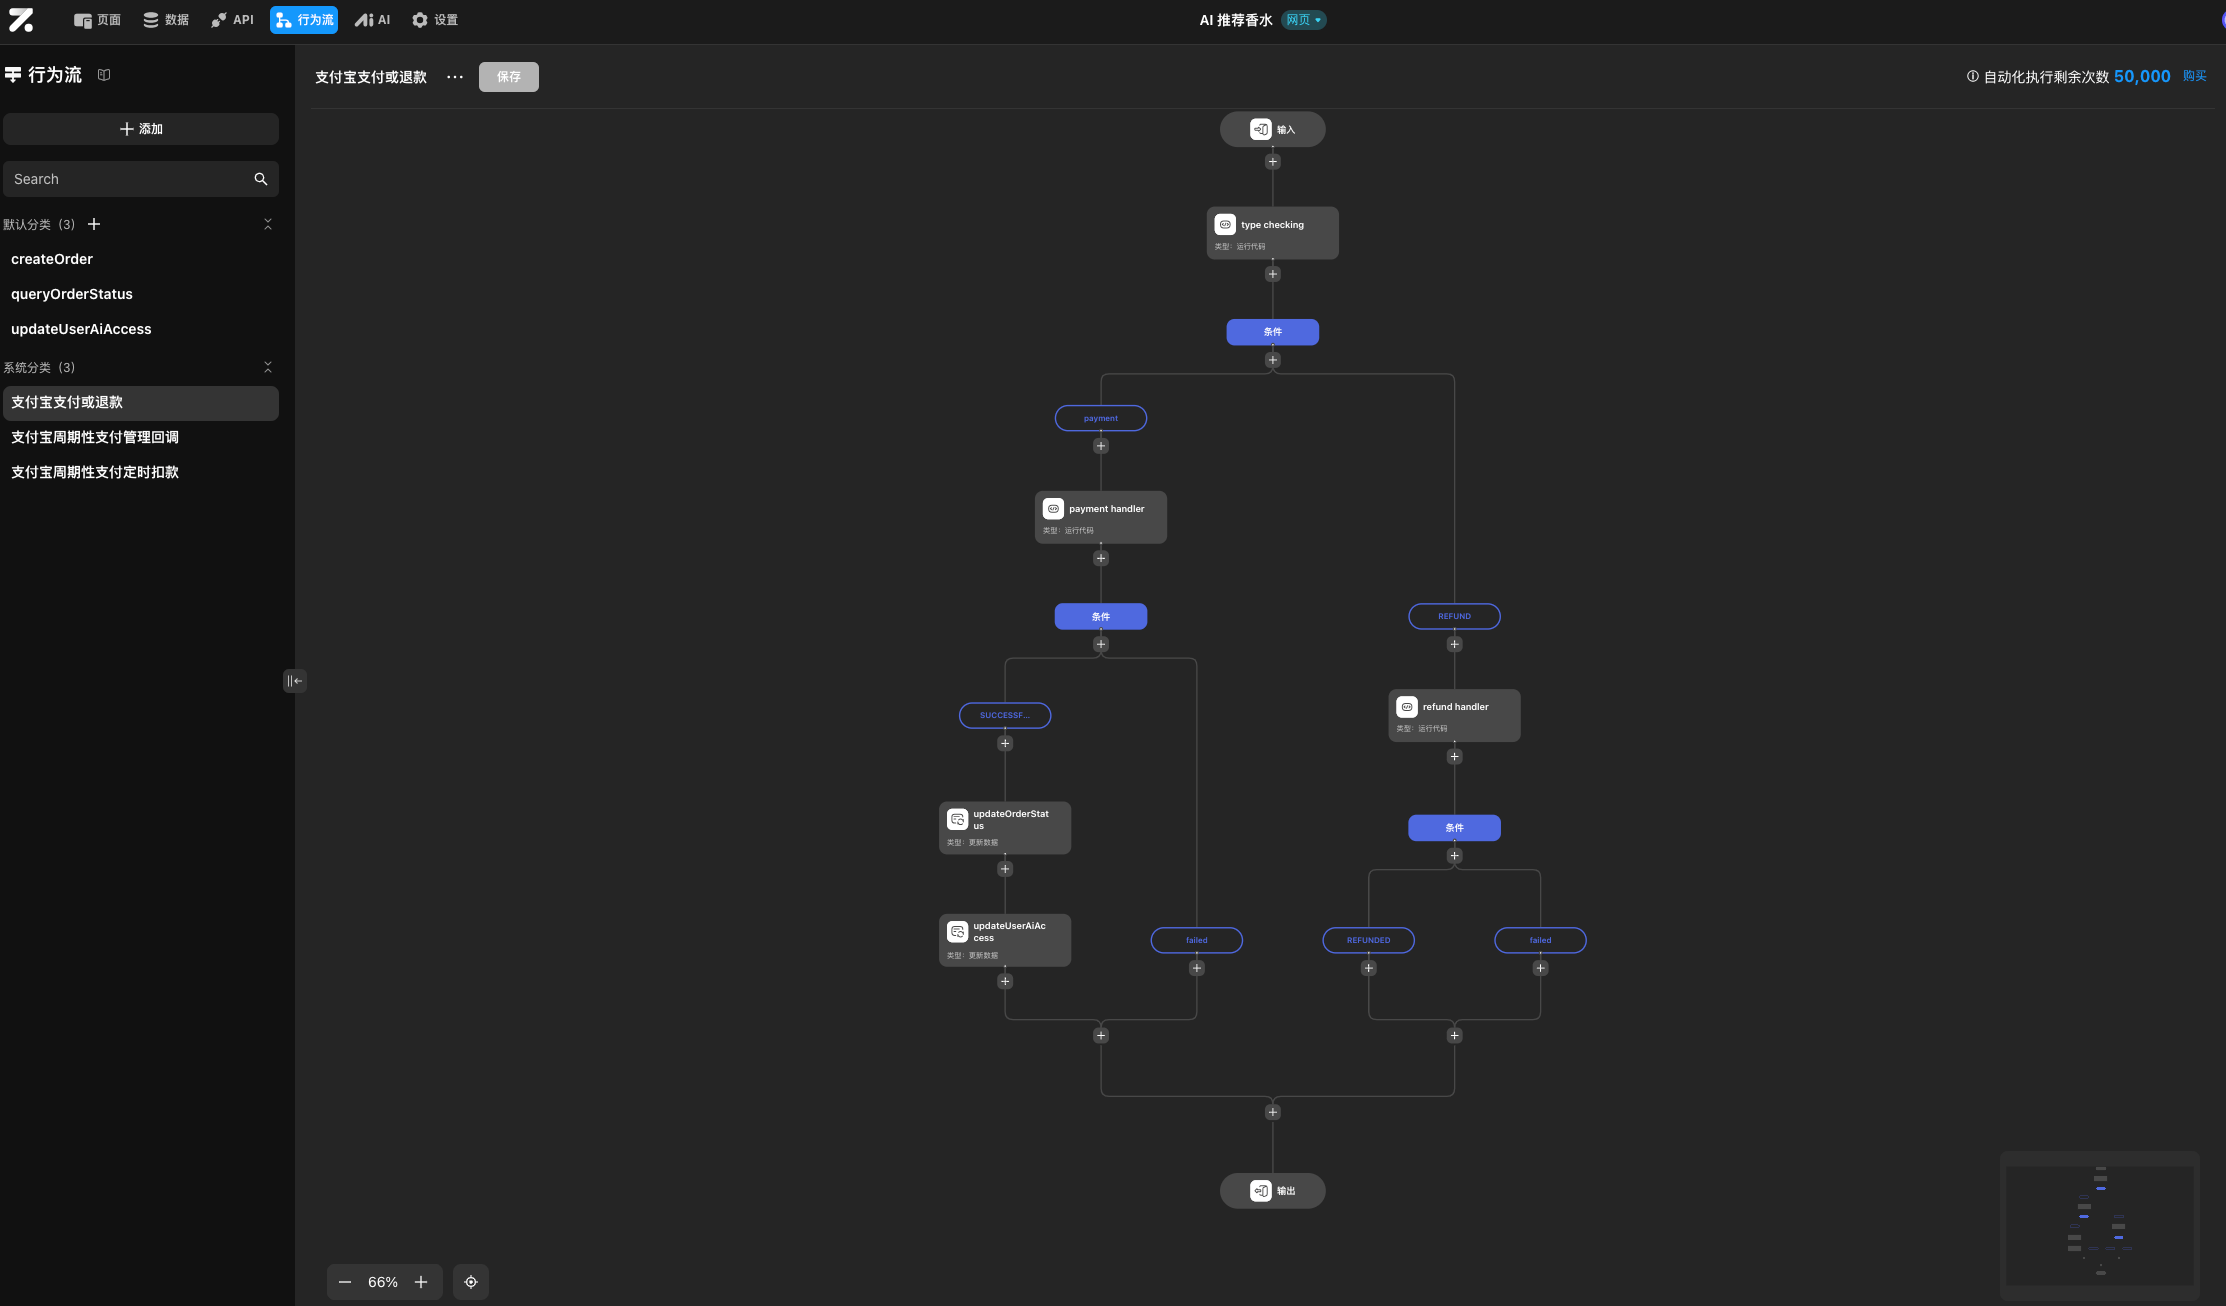 页面
数据
API
行为流
AI
设置
AI 推荐香水
网页
行为流
支付宝支付或退款
保存
自动化执行剩余次数 50,000 购买
添加
Search
默认分类 (3)
createOrder
queryOrderStatus
updateUserAiAccess
系统分类 (3)
支付宝支付或退款
支付宝周期性支付管理回调
支付宝周期性支付定时扣款
输入
type checking
类型: 运行代码
条件
payment
payment handler
类型: 运行代码
条件
REFUND
SUCCESSF...
refund handler
类型: 运行代码
updateOrderStat
us
类型: 更新数据
条件
updateUserAiAc
cess
类型: 更新数据
failed
REFUNDED
failed
输出
66%